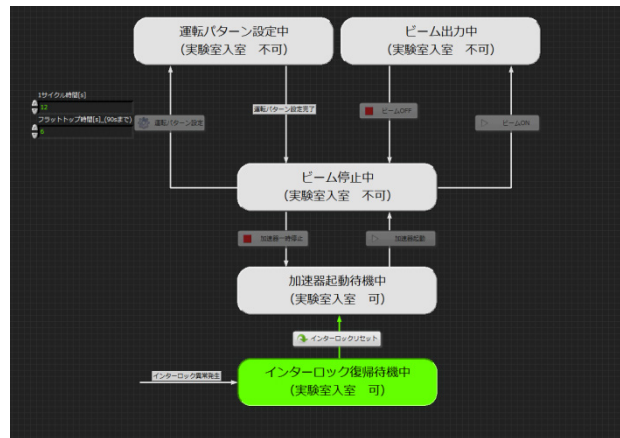 運転パターン設定中
(実験室入室　不可)
ビーム出力中
(実験室入室　不可)
1サイクル時間[s]
12
フラットトップ時間[s]_(90sまで)
6
運転パターン設定
運転パターン設定完了
ビームOFF
ビームON
ビーム停止中
(実験室入室　不可)
加速器一時停止
加速器起動
加速器起動待機中
(実験室入室　可)
インターロックリセット
インターロック異常発生
インターロック復帰待機中
(実験室入室　可)